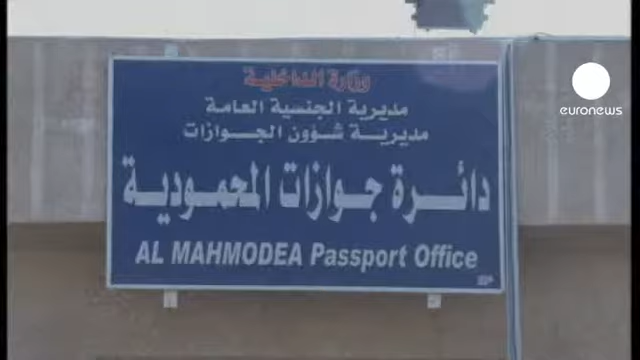 وزارة الداخلية
مديرية الجنسية العامة
مديرية شؤون الجوازات
دائرة جوازات المحمودية
AL MAHMODEA Passport Office
euronews